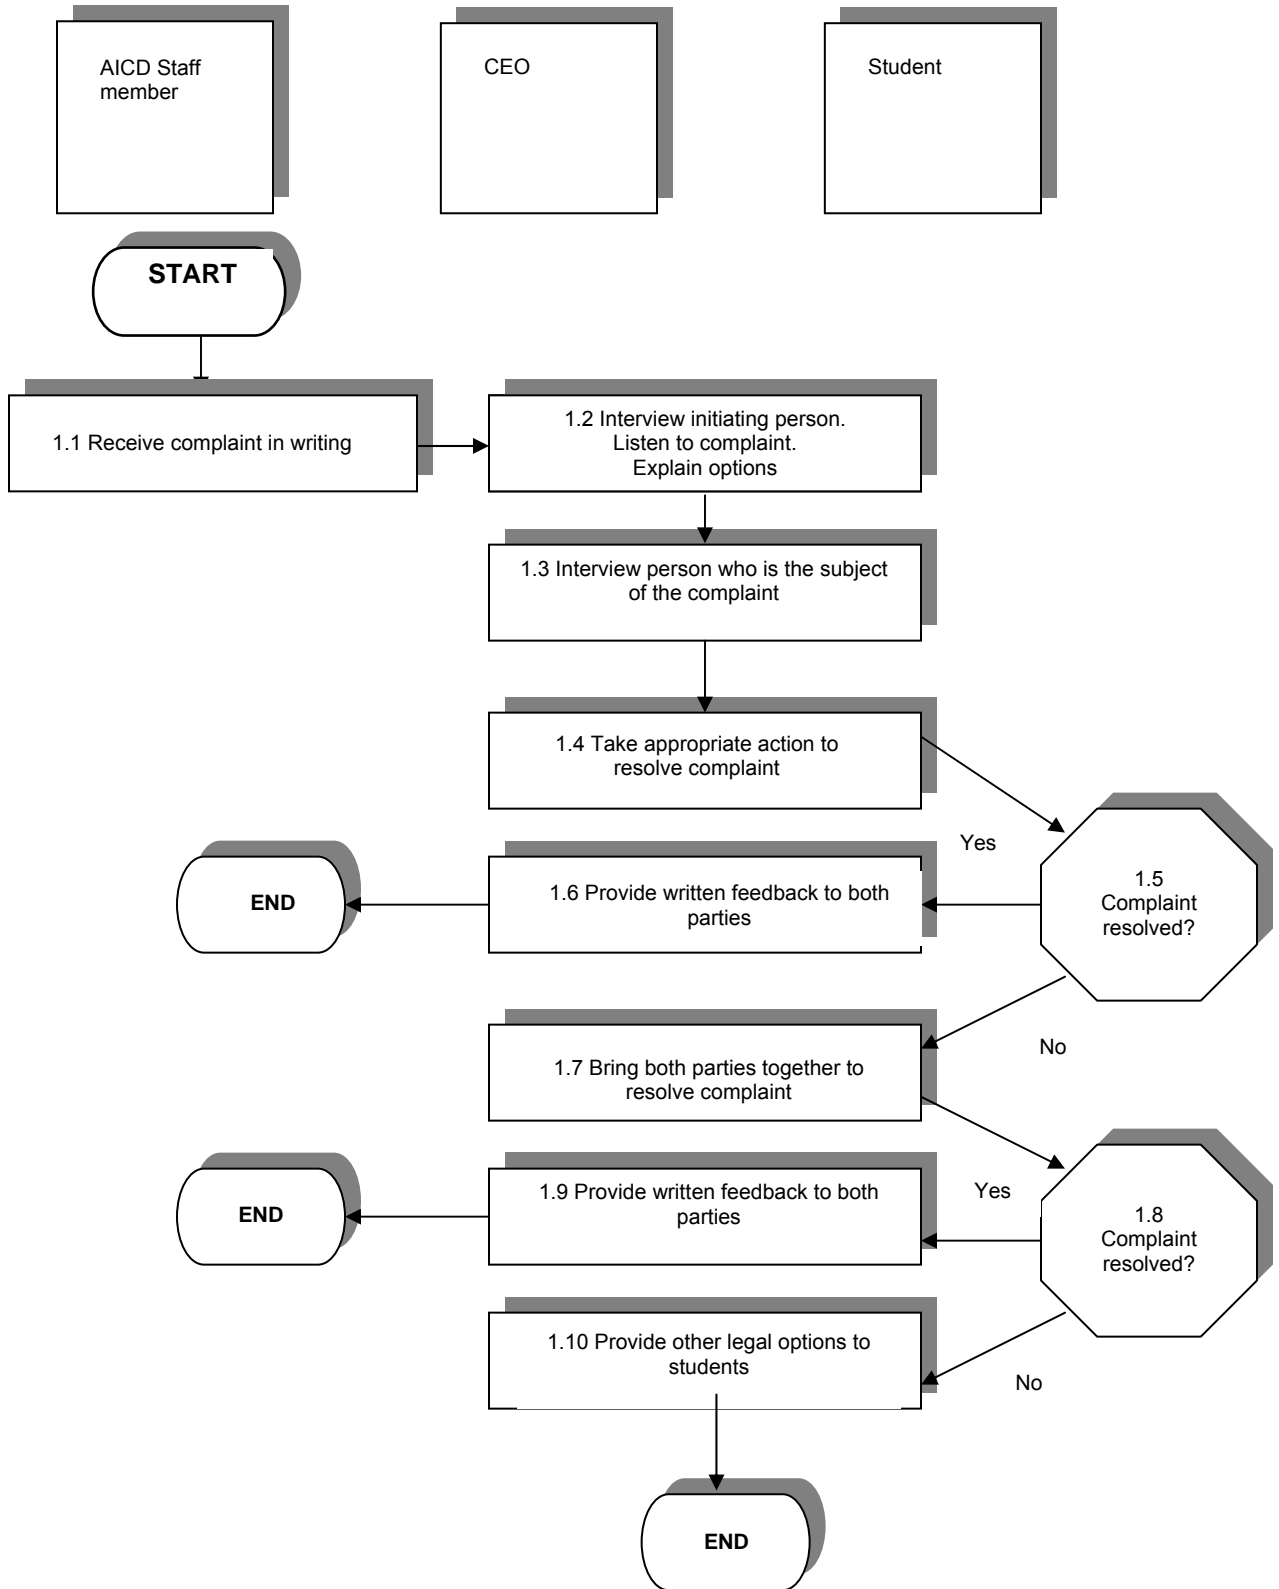 AICD Staff
member
CEO
Student
START
1.1 Receive complaint in writing
1.2 Interview initiating person.
Listen to complaint.
Explain options
1.3 Interview person who is the subject
of the complaint
1.4 Take appropriate action to
resolve complaint
Yes
1.5
Complaint
resolved?
1.6 Provide written feedback to both
parties
END
No
1.7 Bring both parties together to
resolve complaint
Yes
1.8
Complaint
resolved?
1.9 Provide written feedback to both
parties
END
No
1.10 Provide other legal options to
students
END